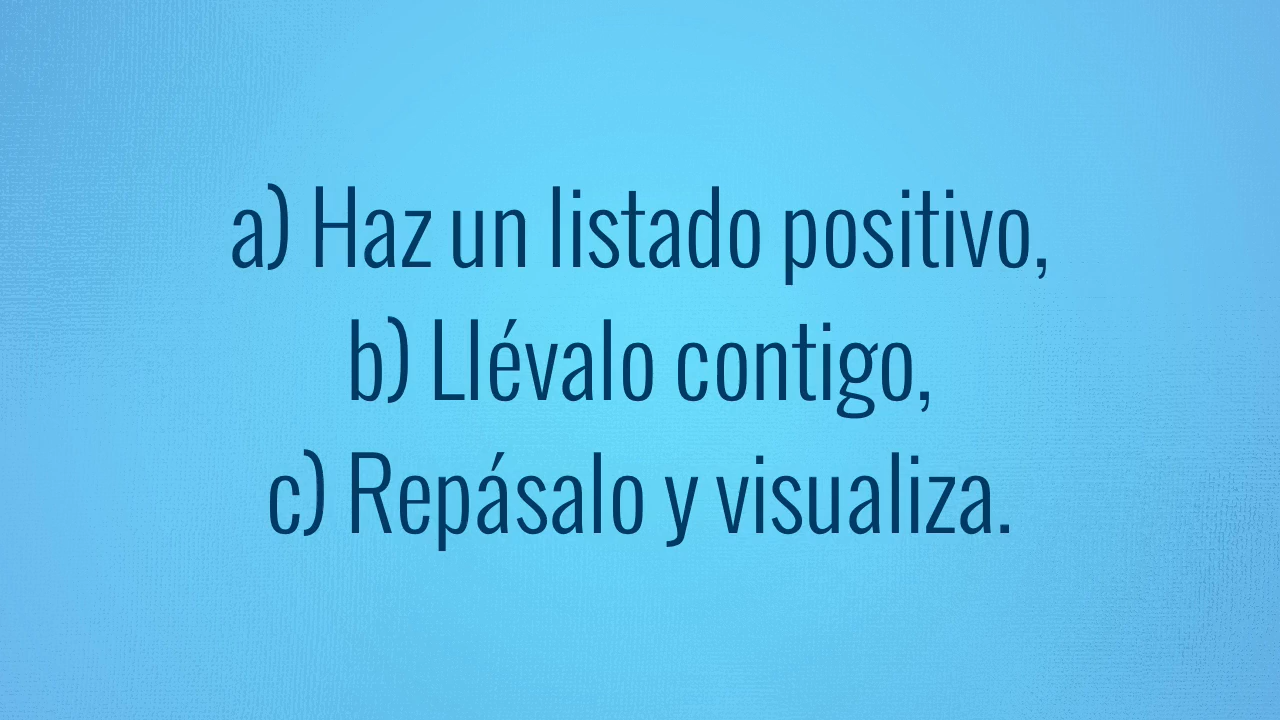 a) Haz un listado positivo,
b) Llévalo contigo,
c) Repásalo y visualiza.